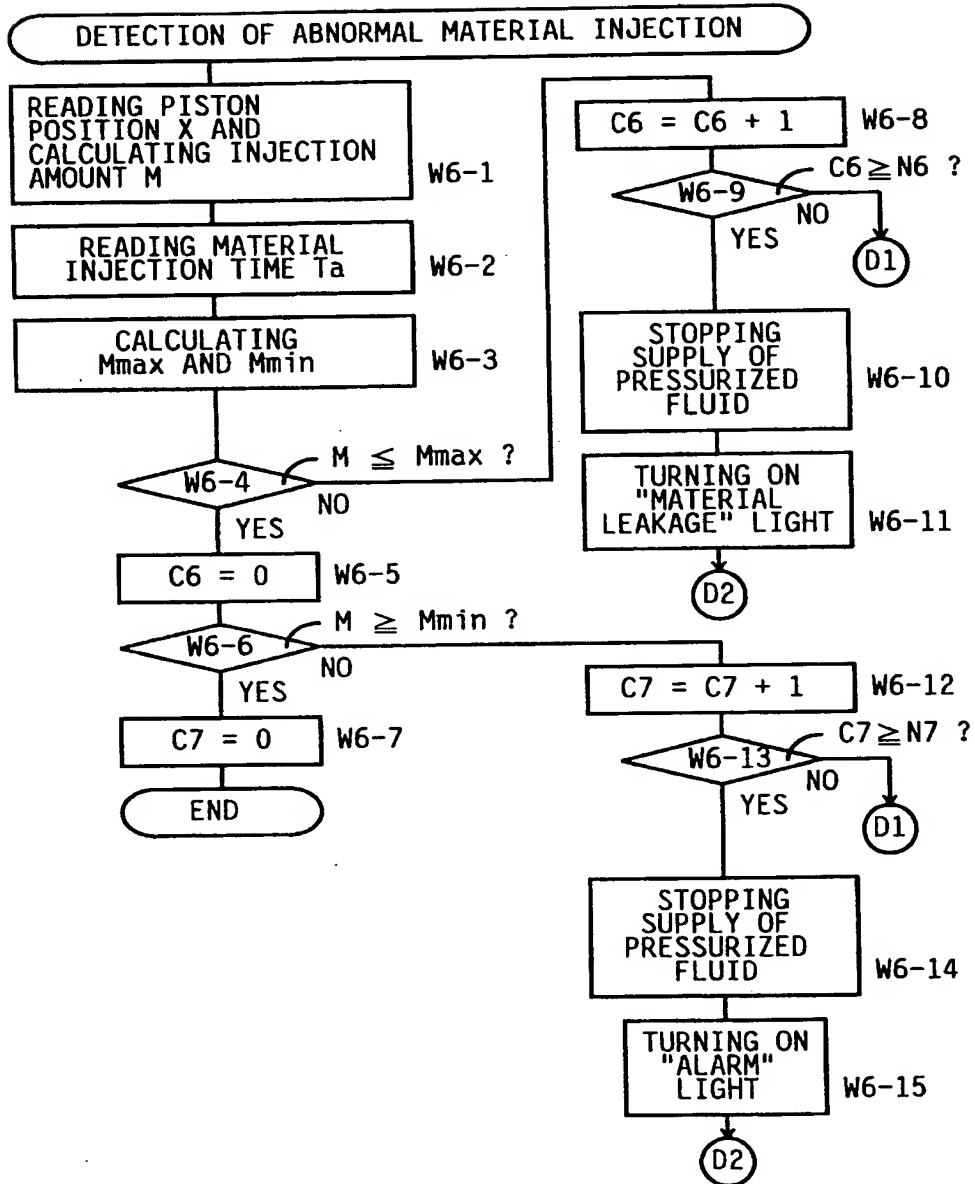 DETECTION OF ABNORMAL MATERIAL INJECTION
READING PISTON
POSITION X AND
CALCULATING INJECTION
AMOUNT M
W6-1
READING MATERIAL
INJECTION TIME Ta
W6-2
CALCULATING
Mmax AND Mmin
W6-3
M ≦ Mmax ?
W6-4
NO
YES
C6 = 0
W6-5
M ≧ Mmin ?
W6-6
NO
YES
C7 = 0
W6-7
END
C6 = C6 + 1
W6-8
C6≧N6 ?
W6-9
NO
YES
D1
STOPPING
SUPPLY OF
PRESSURIZED
FLUID
W6-10
TURNING ON
"MATERIAL
LEAKAGE" LIGHT
W6-11
D2
C7 = C7 + 1
W6-12
C7≧N7 ?
W6-13
NO
YES
D1
STOPPING
SUPPLY OF
PRESSURIZED
FLUID
W6-14
TURNING ON
"ALARM"
LIGHT
W6-15
D2